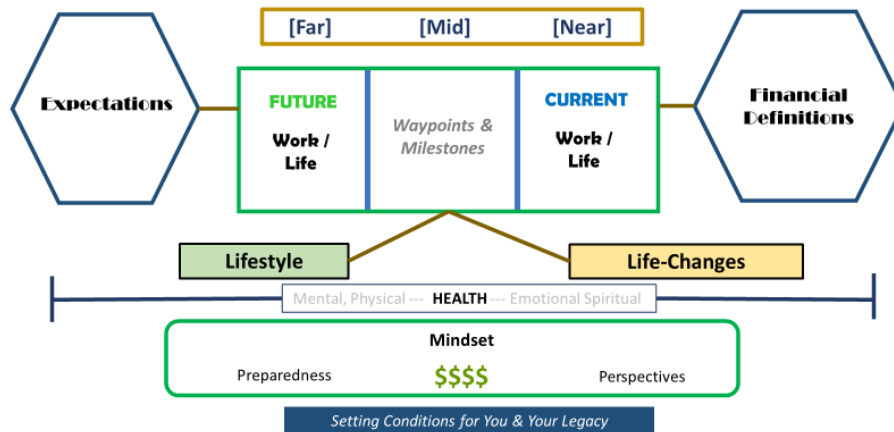 [Far] [Mid] [Near]
Expectations
FUTURE
Work /
Life
Waypoints &
Milestones
CURRENT
Work /
Life
Financial
Definitions
Lifestyle
Life-Changes
Mental, Physical --- HEALTH --- Emotional Spiritual
Mindset
Preparedness $$$$ Perspectives
Setting Conditions for You & Your Legacy